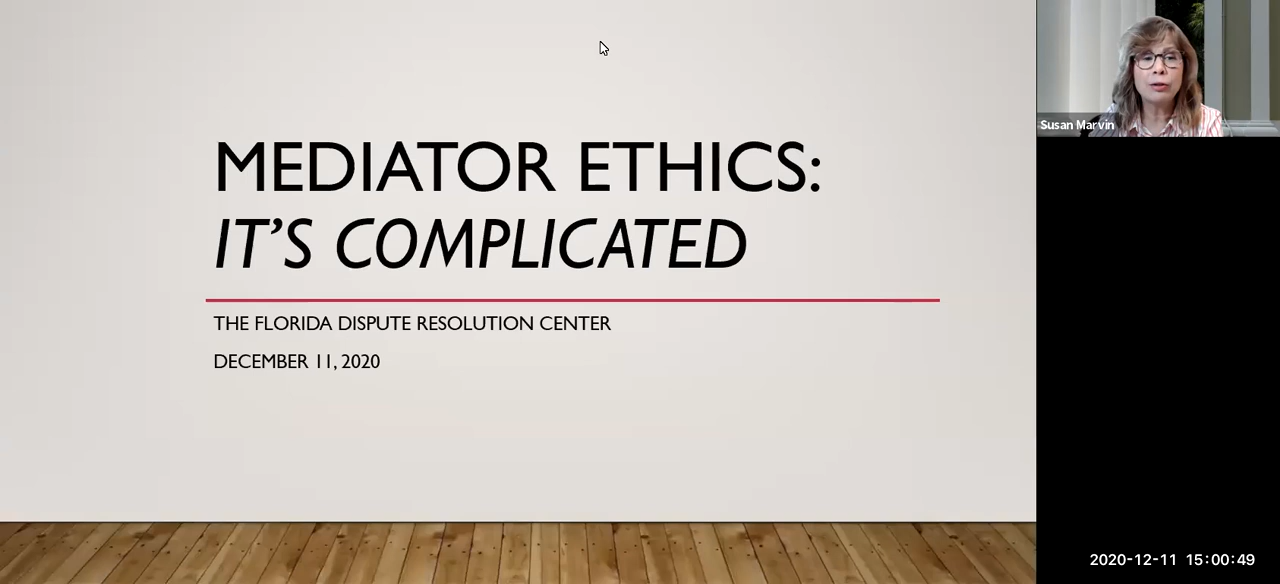 MEDIATOR ETHICS:
IT'S COMPLICATED
THE FLORIDA DISPUTE RESOLUTION CENTER
DECEMBER 11, 2020
Susan Marvin
2020-12-11 15:00:49